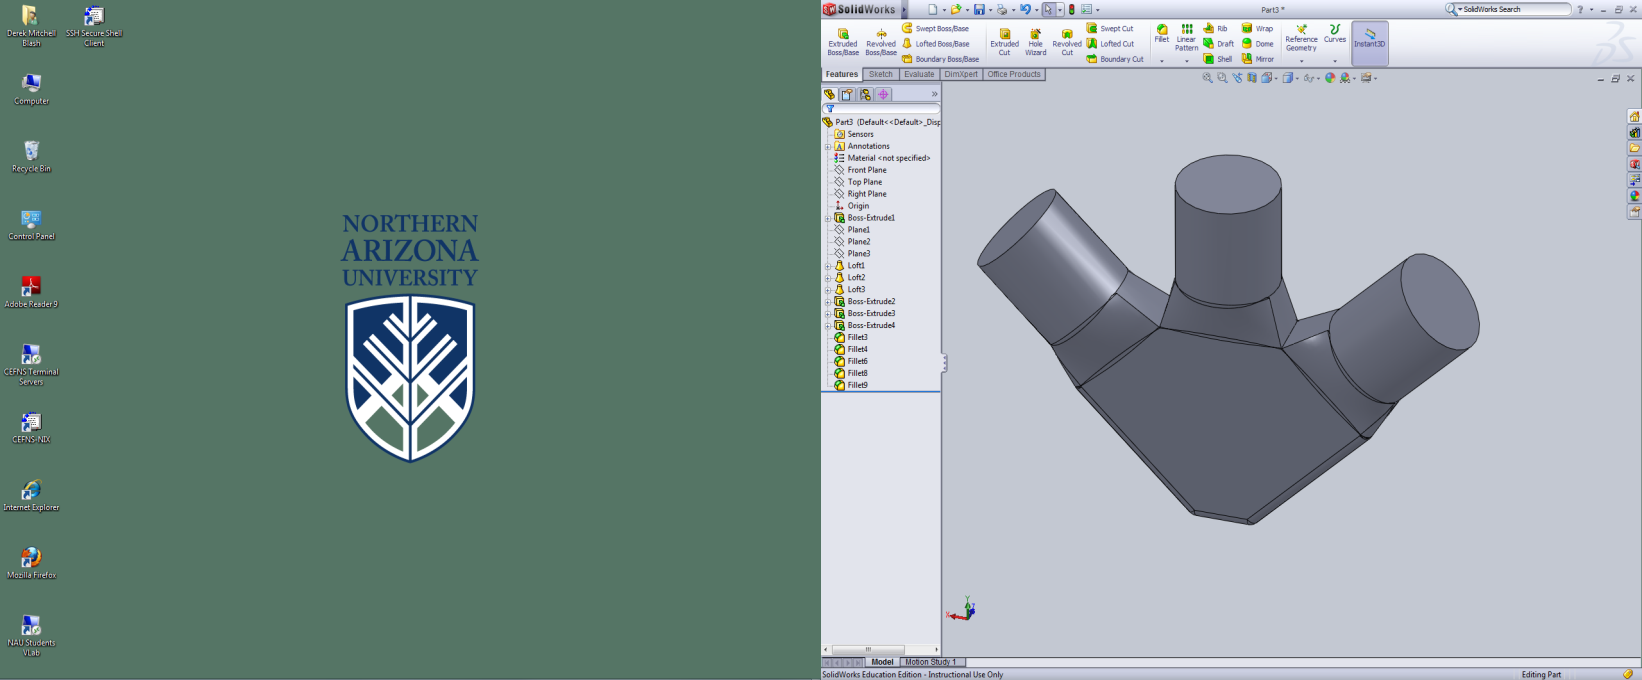 Derek Mitchell
Blash
SSH Secure Shell
Client
Computer
Recycle Bin
Control Panel
Adobe Reader 9
CEFNS Terminal
Servers
CEFNS-NIX
Internet Explorer
Mozilla Firefox
NAU Students
VLab
NORTHERN
ARIZONA
UNIVERSITY
SolidWorks
Part3 *
SolidWorks Search
Extruded
Boss/Base
Revolved
Boss/Base
Swept Boss/Base
Lofted Boss/Base
Boundary Boss/Base
Extruded
Cut
Hole
Wizard
Revolved
Cut
Swept Cut
Lofted Cut
Boundary Cut
Fillet
Linear
Pattern
Rib
Draft
Shell
Wrap
Dome
Mirror
Reference
Geometry
Curves
Instant3D
Features
Sketch
Evaluate
DimXpert
Office Products
Part3 (Default<<Default>_Disp
Sensors
Annotations
Material <not specified>
Front Plane
Top Plane
Right Plane
Origin
Boss-Extrude1
Plane1
Plane2
Plane3
Loft1
Loft2
Loft3
Boss-Extrude2
Boss-Extrude3
Boss-Extrude4
Fillet3
Fillet4
Fillet6
Fillet8
Fillet9
Y
X
Z
Model
Motion Study 1
SolidWorks Education Edition - Instructional Use Only
Editing Part